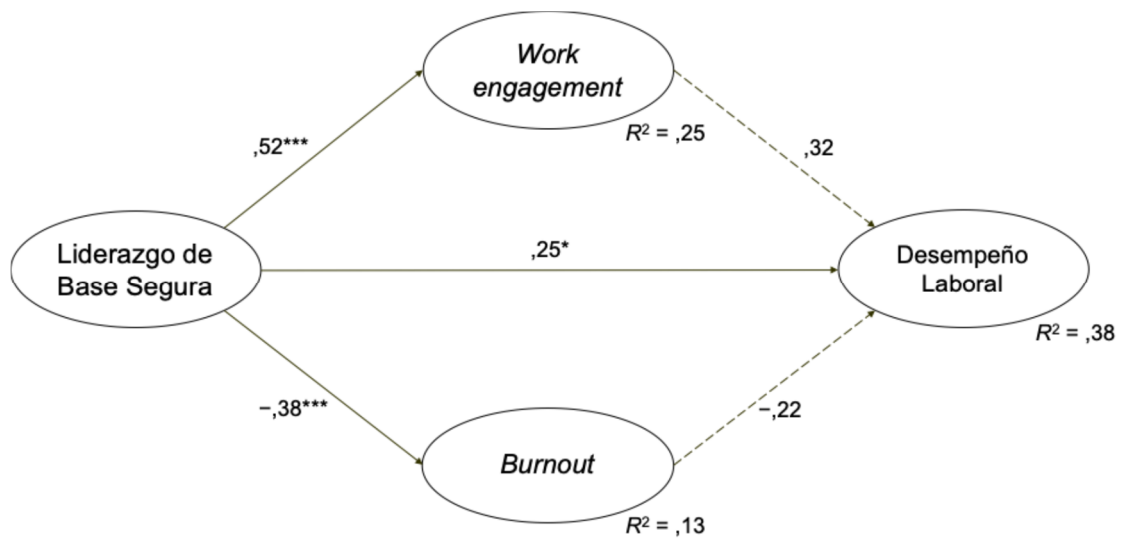 Work
engagement
R² = ,25
,52***
,32
Liderazgo de
Base Segura
,25*
Desempeño
Laboral
R² = ,38
−,38***
−,22
Burnout
R² = ,13